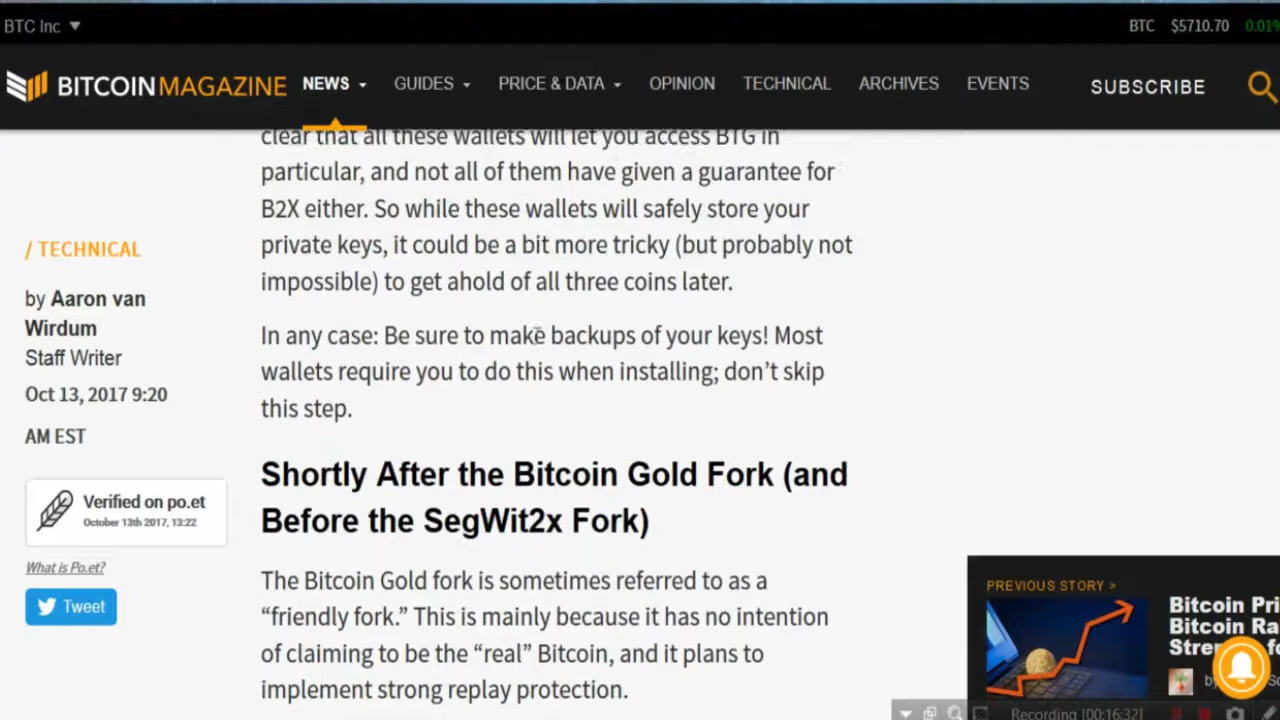 BTC Inc
BTC $5710.70 0.01%
BITCOINMAGAZINE
NEWS GUIDES PRICE & DATA OPINION TECHNICAL ARCHIVES EVENTS SUBSCRIBE
clear that all these wallets will let you access BTG in
particular, and not all of them have given a guarantee for
B2X either. So while these wallets will safely store your
private keys, it could be a bit more tricky (but probably not
impossible) to get ahold of all three coins later.
In any case: Be sure to make backups of your keys! Most
wallets require you to do this when installing; don’t skip
this step.
Shortly After the Bitcoin Gold Fork (and
Before the SegWit2x Fork)
The Bitcoin Gold fork is sometimes referred to as a
“friendly fork.” This is mainly because it has no intention
of claiming to be the “real” Bitcoin, and it plans to
implement strong replay protection.
/ TECHNICAL
by Aaron van
Wirdum
Staff Writer
Oct 13, 2017 9:20
AM EST
Verified on po.et
October 13th 2017, 13:22
What is Po.et?
Tweet
PREVIOUS STORY >
Bitcoin Pri
Bitcoin Ra
Stre
by
Recording [00:16:32]